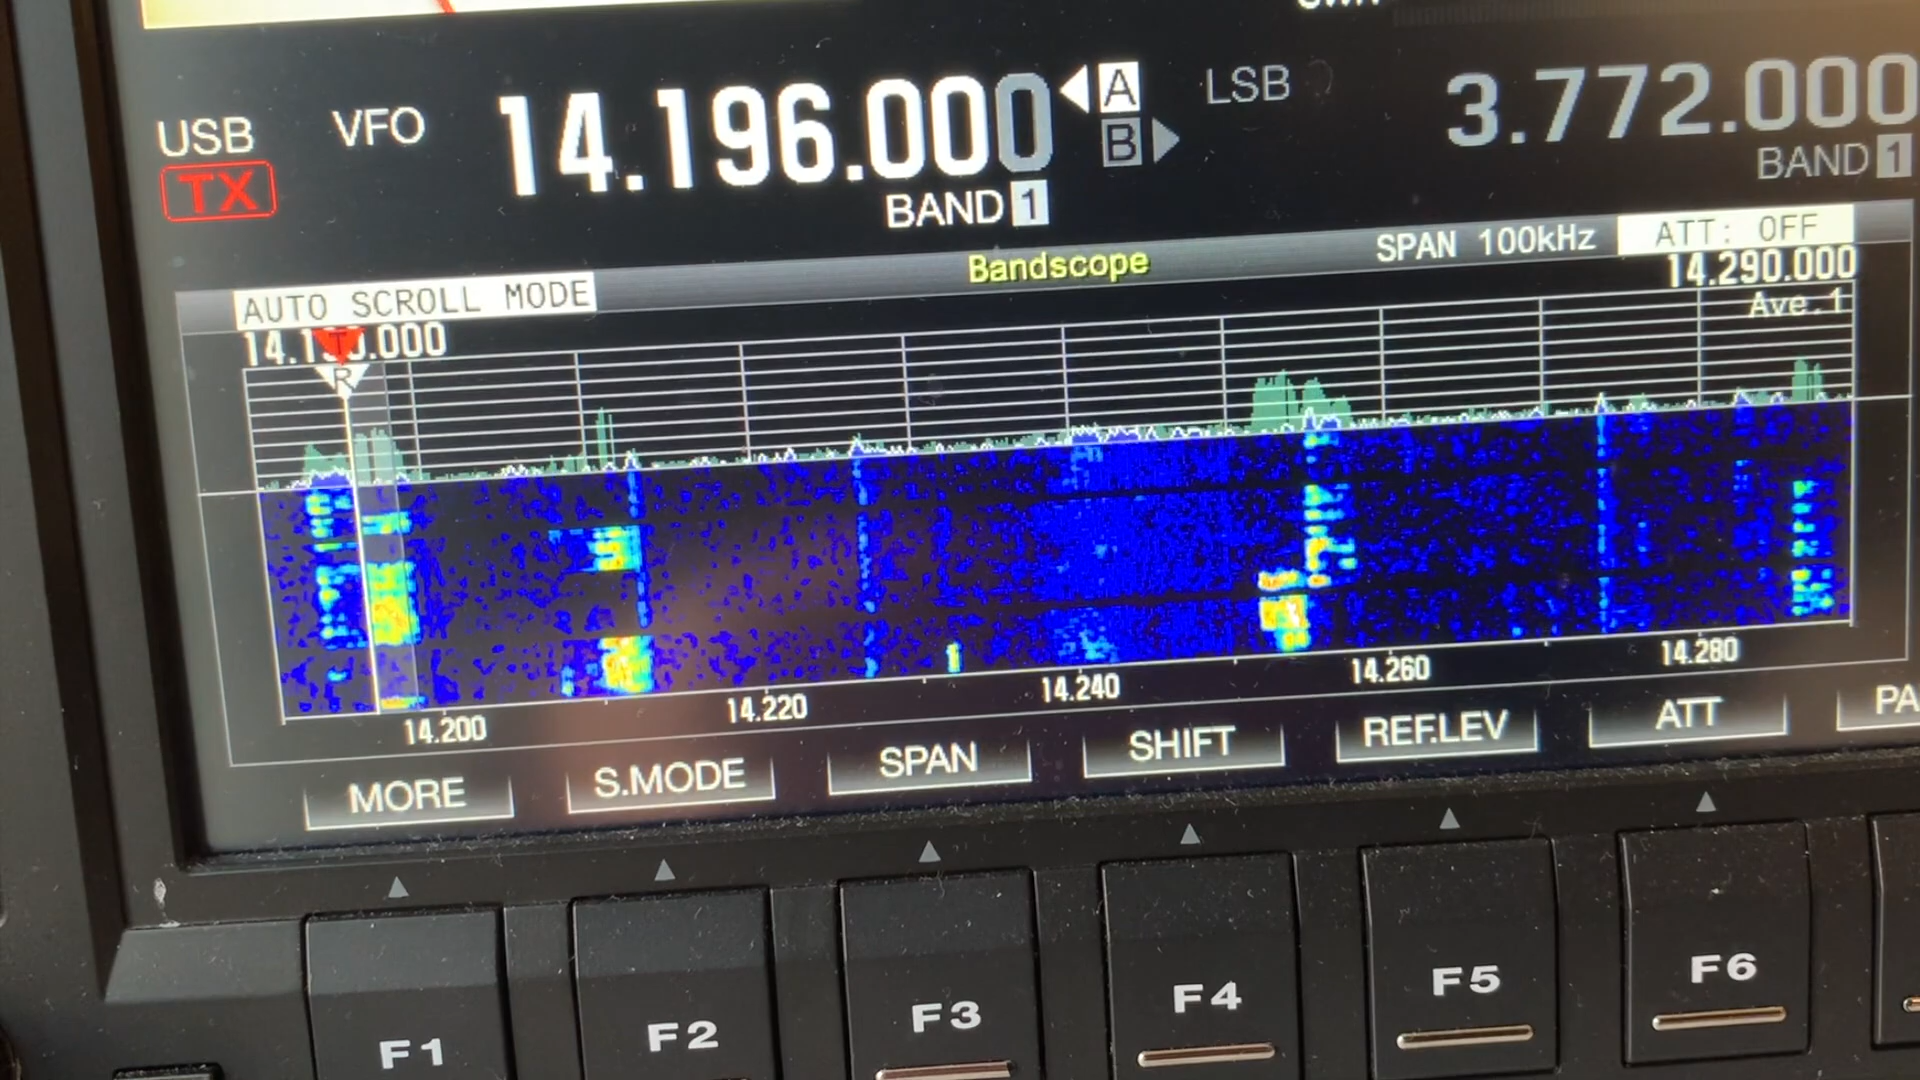 USB VFO 14.196.000 A LSB 3.772.000
TX B
BAND 1 BAND 1
AUTO SCROLL MODE Bandscope SPAN 100kHz ATT: OFF
14.290.000
T
R
Ave.1
14.200 14.220 14.240 14.260 14.280
MORE S.MODE SPAN SHIFT REF.LEV ATT
F1 F2 F3 F4 F5 F6